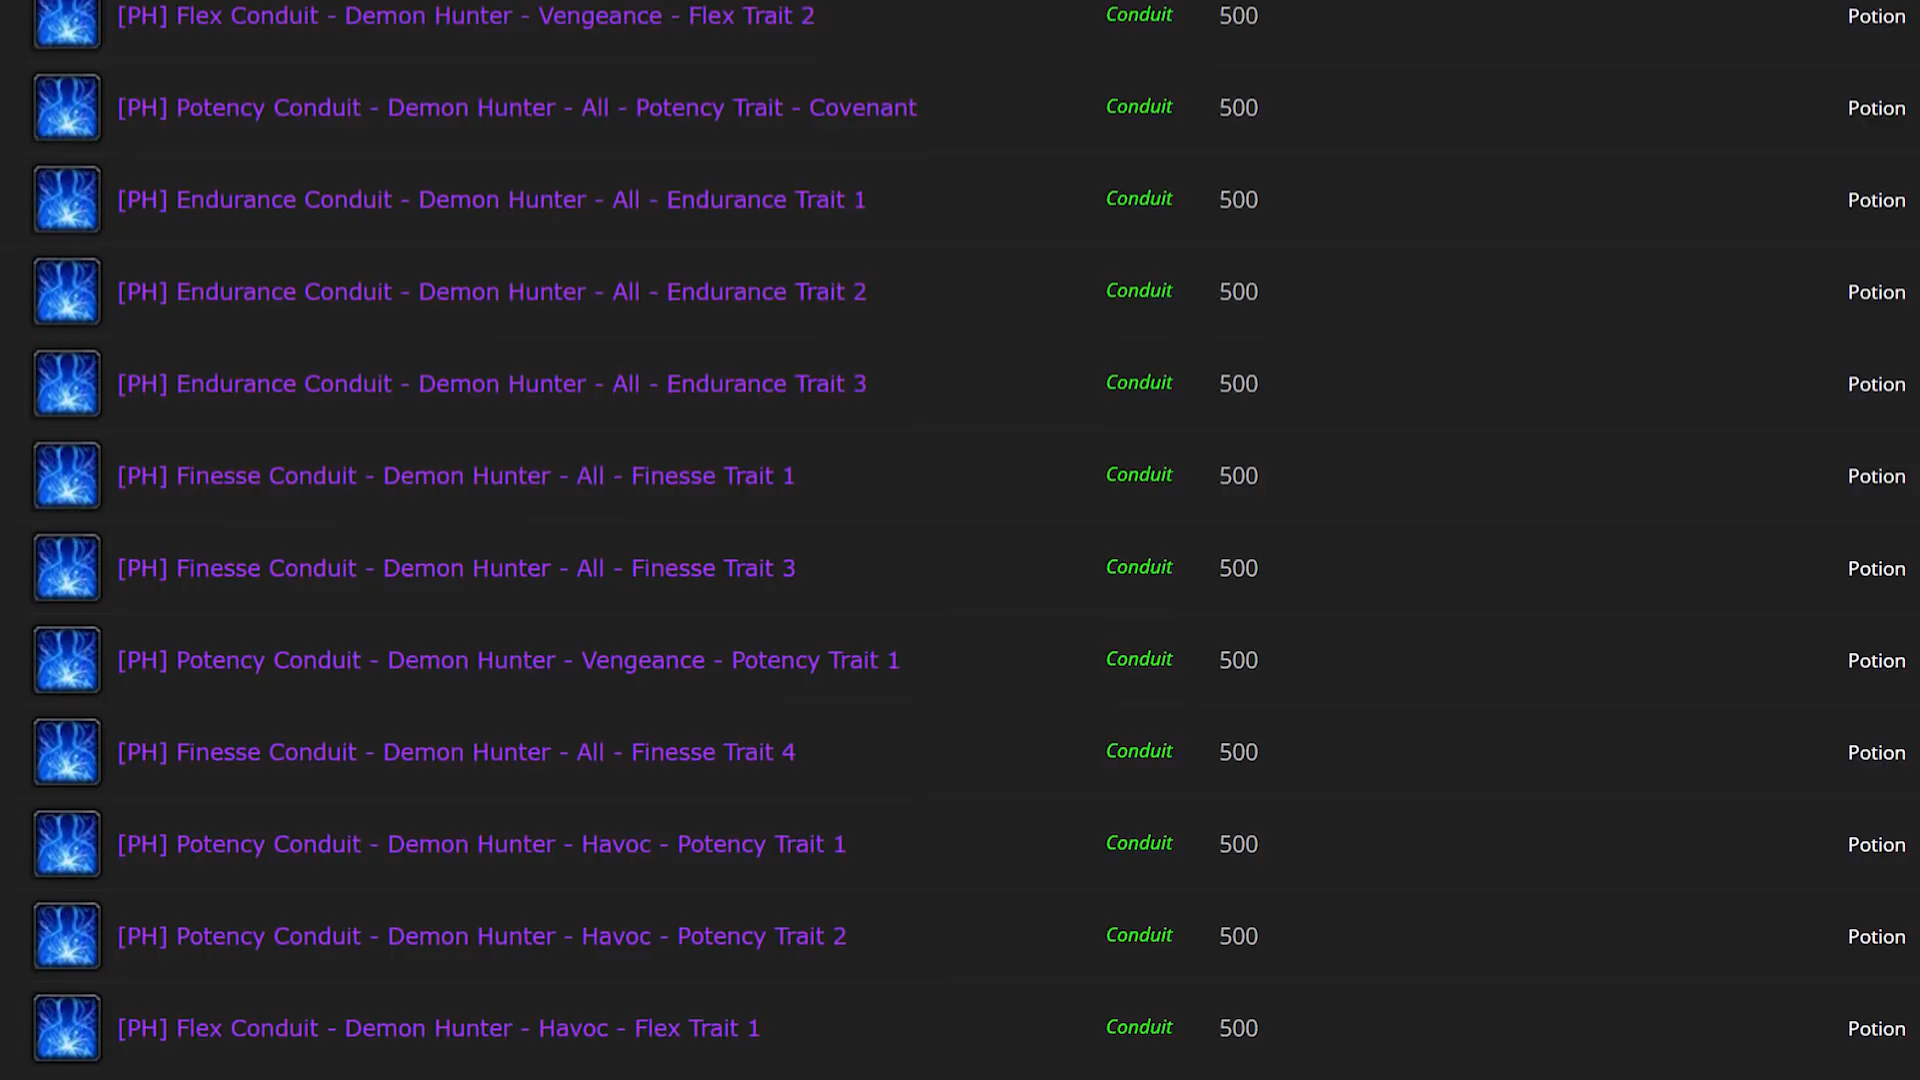 [PH] Flex Conduit - Demon Hunter - Vengeance - Flex Trait 2 Conduit 500 Potion
[PH] Potency Conduit - Demon Hunter - All - Potency Trait - Covenant Conduit 500 Potion
[PH] Endurance Conduit - Demon Hunter - All - Endurance Trait 1 Conduit 500 Potion
[PH] Endurance Conduit - Demon Hunter - All - Endurance Trait 2 Conduit 500 Potion
[PH] Endurance Conduit - Demon Hunter - All - Endurance Trait 3 Conduit 500 Potion
[PH] Finesse Conduit - Demon Hunter - All - Finesse Trait 1 Conduit 500 Potion
[PH] Finesse Conduit - Demon Hunter - All - Finesse Trait 3 Conduit 500 Potion
[PH] Potency Conduit - Demon Hunter - Vengeance - Potency Trait 1 Conduit 500 Potion
[PH] Finesse Conduit - Demon Hunter - All - Finesse Trait 4 Conduit 500 Potion
[PH] Potency Conduit - Demon Hunter - Havoc - Potency Trait 1 Conduit 500 Potion
[PH] Potency Conduit - Demon Hunter - Havoc - Potency Trait 2 Conduit 500 Potion
[PH] Flex Conduit - Demon Hunter - Havoc - Flex Trait 1 Conduit 500 Potion